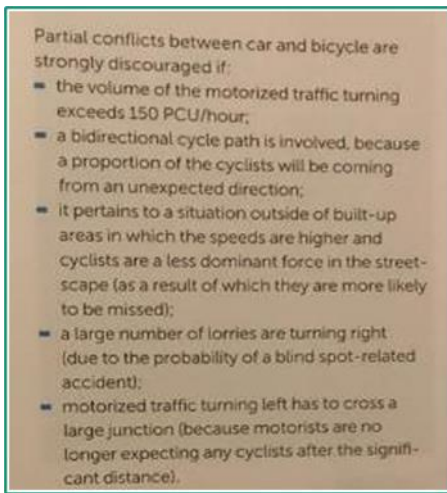 Partial conflicts between car and bicycle are
strongly discouraged if:
- the volume of the motorized traffic turning
exceeds 150 PCU/hour;
- a bidirectional cycle path is involved, because
a proportion of the cyclists will be coming
from an unexpected direction;
- it pertains to a situation outside of built-up
areas in which the speeds are higher and
cyclists are a less dominant force in the street-
scape (as a result of which they are more likely
to be missed);
- a large number of lorries are turning right
(due to the probability of a blind spot-related
accident);
- motorized traffic turning left has to cross a
large junction (because motorists are no
longer expecting any cyclists after the signifi-
cant distance).